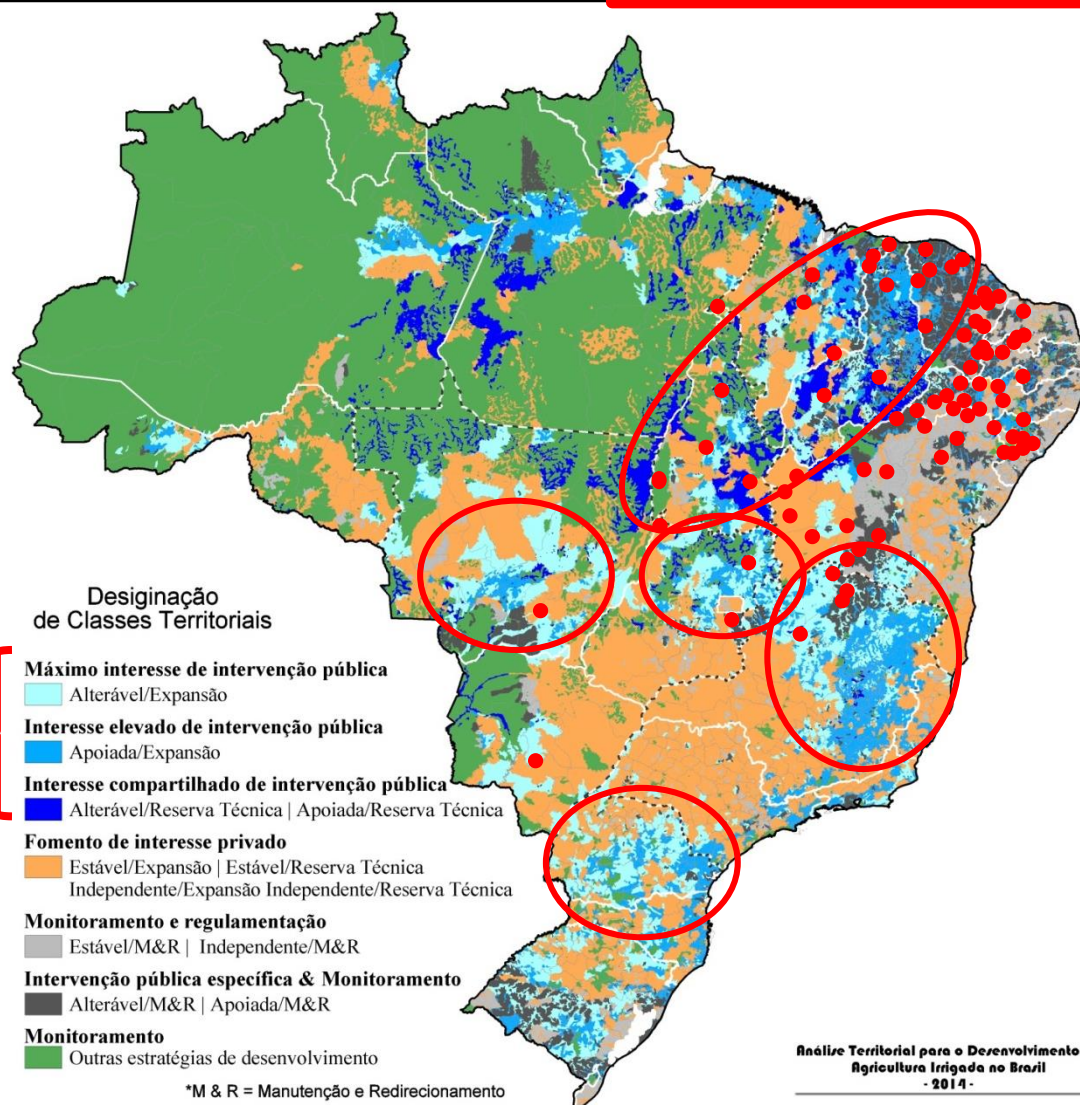 Desiginação
de Classes Territoriais
Máximo interesse de intervenção pública
Alterável/Expansão
Interesse elevado de intervenção pública
Apoiada/Expansão
Interesse compartilhado de intervenção pública
Alterável/Reserva Técnica | Apoiada/Reserva Técnica
Fomento de interesse privado
Estável/Expansão | Estável/Reserva Técnica
Independente/Expansão Independente/Reserva Técnica
Monitoramento e regulamentação
Estável/M&R | Independente/M&R
Intervenção pública específica & Monitoramento
Alterável/M&R | Apoiada/M&R
Monitoramento
Outras estratégias de desenvolvimento
*M & R = Manutenção e Redirecionamento
Análise Territorial para o Desenvolvimento
Agricultura Irrigada no Brasil
- 2014 -